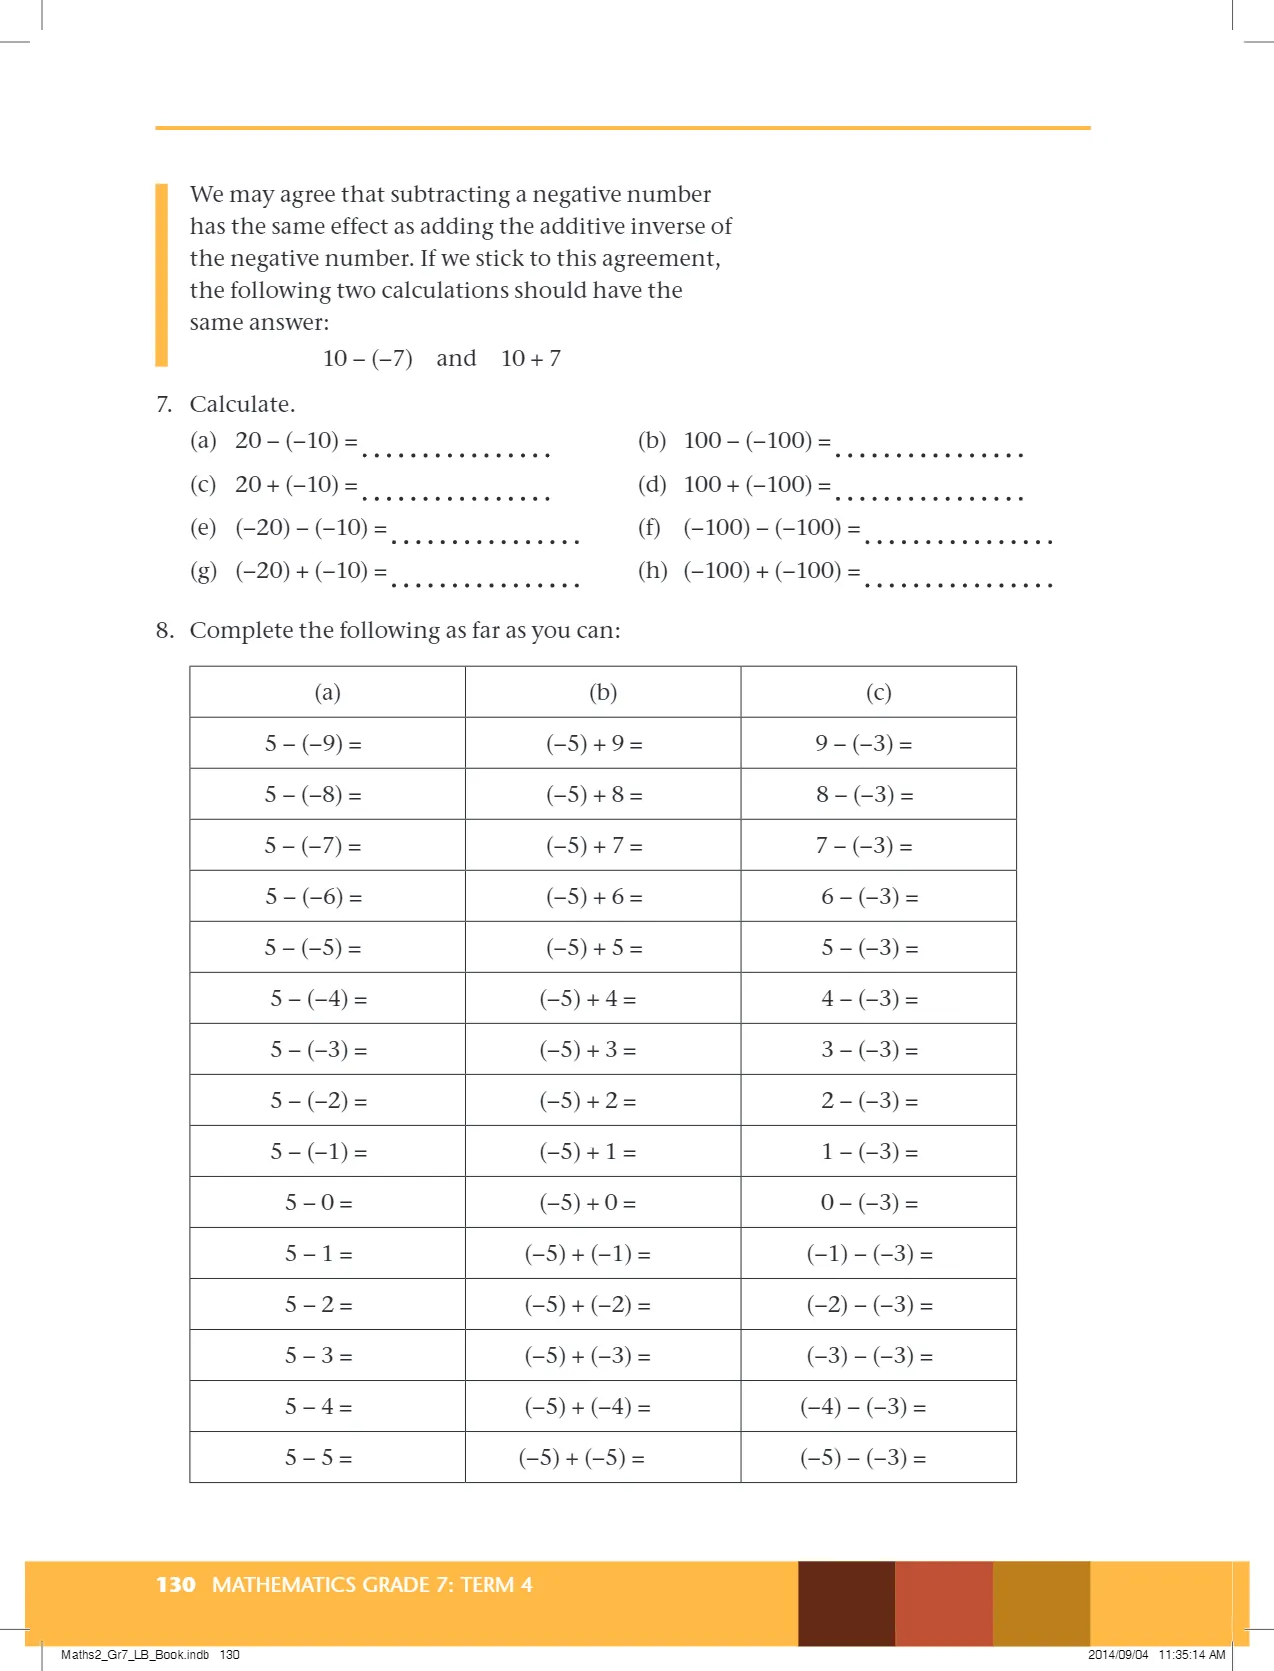 We may agree that subtracting a negative number
has the same effect as adding the additive inverse of
the negative number. If we stick to this agreement,
the following two calculations should have the
same answer:
10 – (–7) and 10 + 7
7. Calculate.
(a) 20 – (–10) = ................ (b) 100 – (–100) = ................
(c) 20 + (–10) = ................ (d) 100 + (–100) = ................
(e) (–20) – (–10) = ................ (f) (–100) – (–100) = ................
(g) (–20) + (–10) = ................ (h) (–100) + (–100) = ................
8. Complete the following as far as you can:
(a) (b) (c)
5 – (–9) = (–5) + 9 = 9 – (–3) =
5 – (–8) = (–5) + 8 = 8 – (–3) =
5 – (–7) = (–5) + 7 = 7 – (–3) =
5 – (–6) = (–5) + 6 = 6 – (–3) =
5 – (–5) = (–5) + 5 = 5 – (–3) =
5 – (–4) = (–5) + 4 = 4 – (–3) =
5 – (–3) = (–5) + 3 = 3 – (–3) =
5 – (–2) = (–5) + 2 = 2 – (–3) =
5 – (–1) = (–5) + 1 = 1 – (–3) =
5 – 0 = (–5) + 0 = 0 – (–3) =
5 – 1 = (–5) + (–1) = (–1) – (–3) =
5 – 2 = (–5) + (–2) = (–2) – (–3) =
5 – 3 = (–5) + (–3) = (–3) – (–3) =
5 – 4 = (–5) + (–4) = (–4) – (–3) =
5 – 5 = (–5) + (–5) = (–5) – (–3) =
130 MATHEMATICS GRADE 7: TERM 4
Maths2_Gr7_LB_Book.indb 130 2014/09/04 11:35:14 AM